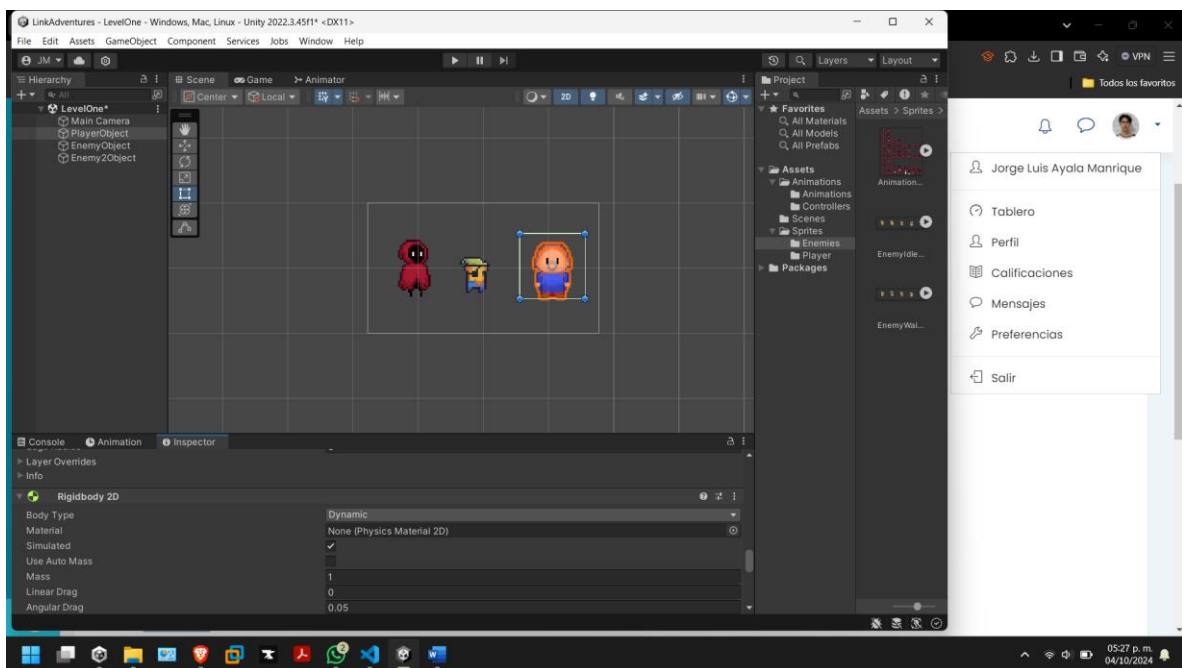 LinkAdventures - LevelOne - Windows, Mac, Linux - Unity 2022.3.45f1* <DX11>
File Edit Assets GameObject Component Services Jobs Window Help
JM
Layers
Layout
VPN
Todos los favoritos
Hierarchy
Scene
Game
Animator
Project
All
Center
Local
2D
LevelOne*
Main Camera
PlayerObject
EnemyObject
Enemy2Object
Favorites
All Materials
All Models
All Prefabs
Assets
Animations
Animations
Controllers
Scenes
Sprites
Enemies
Player
Packages
Assets > Sprites >
Animation...
EnemyIdle...
EnemyWal...
Jorge Luis Ayala Manrique
Tablero
Perfil
Calificaciones
Mensajes
Preferencias
Salir
Console
Animation
Inspector
Layer Overrides
Info
Rigidbody 2D
Body Type Dynamic
Material None (Physics Material 2D)
Simulated
Use Auto Mass
Mass 1
Linear Drag 0
Angular Drag 0.05
2
05:27 p. m.
04/10/2024